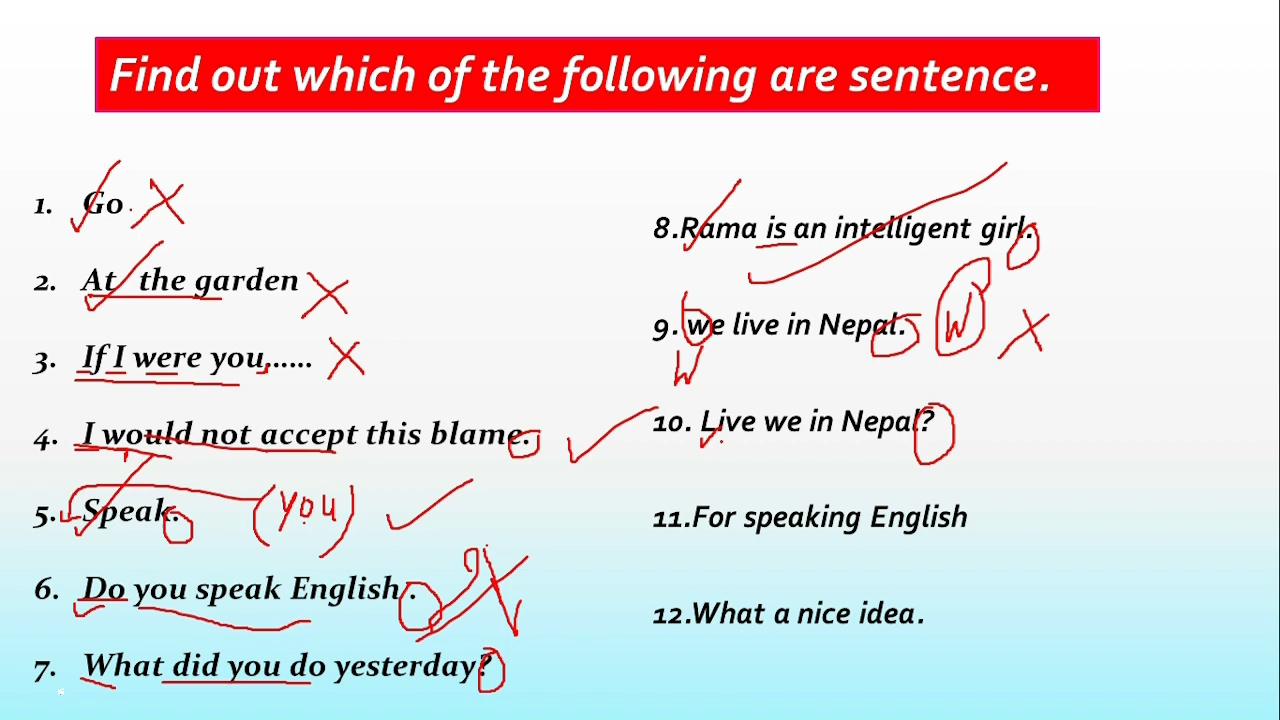 Find out which of the following are sentence.
1. Go
2. At the garden
3. If I were you,.....
4. I would not accept this blame.
5. Speak.
(you)
6. Do you speak English .
7. What did you do yesterday?
8.Rama is an intelligent girl.
9. we live in Nepal.
W
W
10. Live we in Nepal?
11.For speaking English
12.What a nice idea.